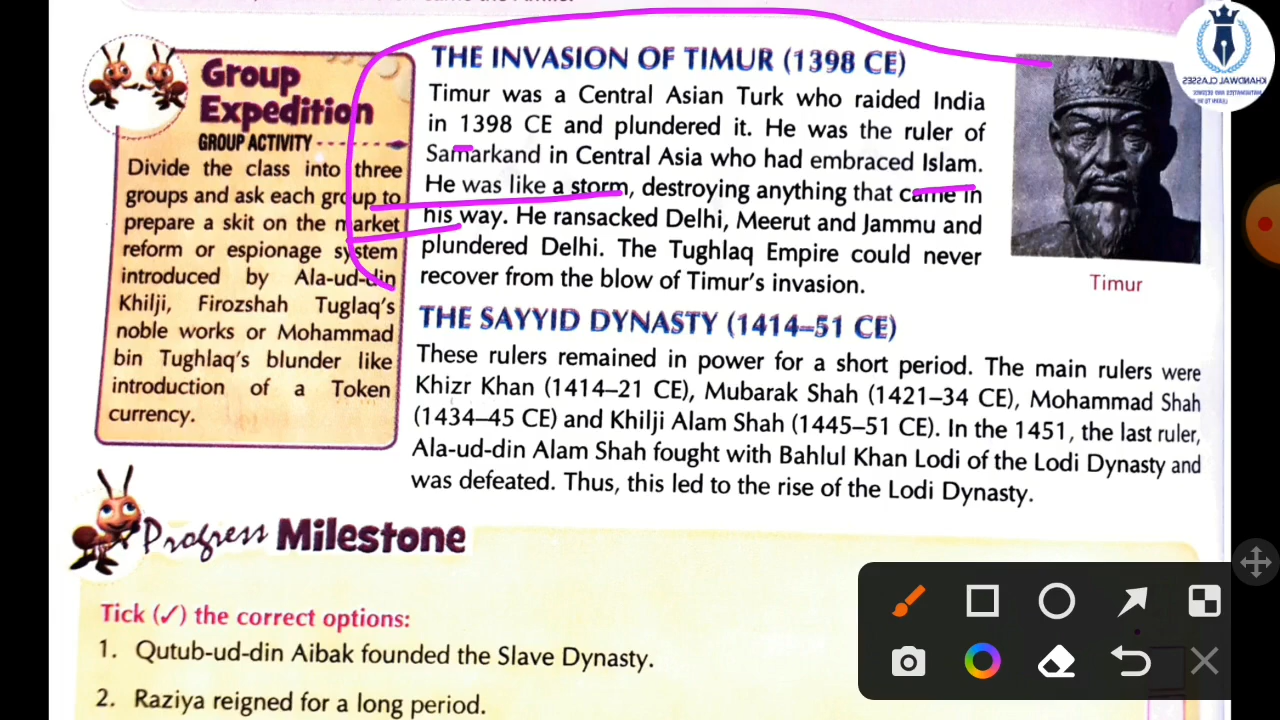 Group
Expedition
GROUP ACTIVITY
Divide the class into three
groups and ask each group to
prepare a skit on the market
reform or espionage system
introduced by Ala-ud-din
Khilji, Firozshah Tuglaq's
noble works or Mohammad
bin Tughlaq's blunder like
introduction of a Token
currency.
THE INVASION OF TIMUR (1398 CE)
Timur was a Central Asian Turk who raided India
in 1398 CE and plundered it. He was the ruler of
Samarkand in Central Asia who had embraced Islam.
He was like a storm, destroying anything that came in
his way. He ransacked Delhi, Meerut and Jammu and
plundered Delhi. The Tughlaq Empire could never
recover from the blow of Timur's invasion.
Timur
THE SAYYID DYNASTY (1414–51 CE)
These rulers remained in power for a short period. The main rulers were
Khizr Khan (1414–21 CE), Mubarak Shah (1421–34 CE), Mohammad Shah
(1434–45 CE) and Khilji Alam Shah (1445–51 CE). In the 1451, the last ruler,
Ala-ud-din Alam Shah fought with Bahlul Khan Lodi of the Lodi Dynasty and
was defeated. Thus, this led to the rise of the Lodi Dynasty.
Progress Milestone
Tick (✓) the correct options:
1. Qutub-ud-din Aibak founded the Slave Dynasty.
2. Raziya reigned for a long period.
KHANDWAL CLASSES